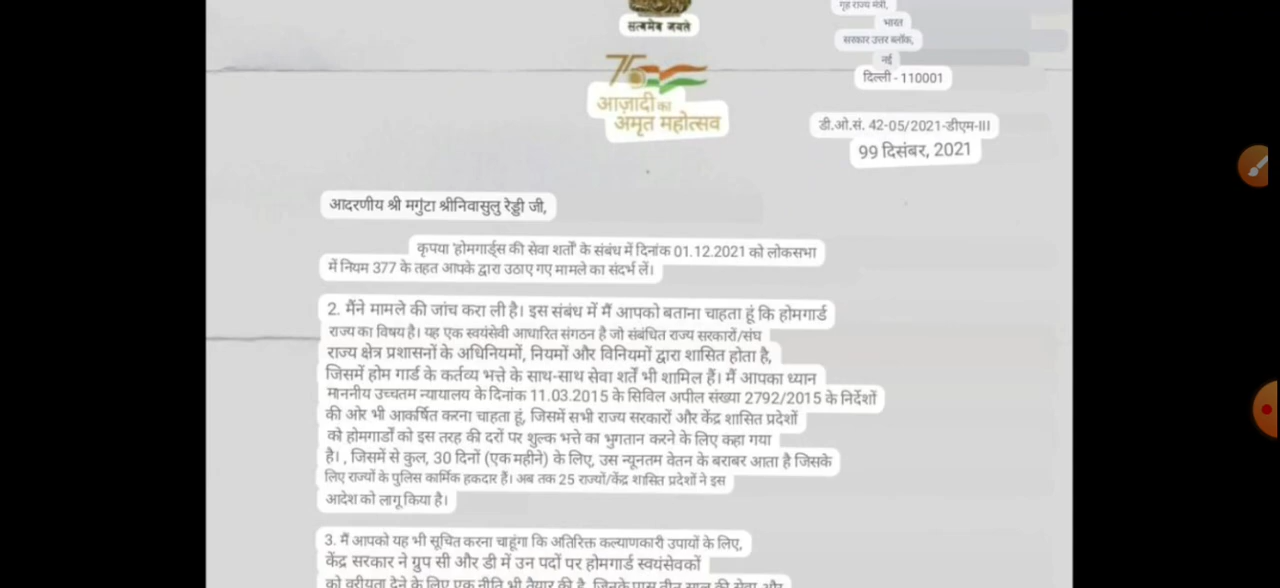 सत्यमेव जयते
गृह राज्य मंत्री,
भारत
सरकार उत्तर ब्लॉक,
नई
दिल्ली - 110001
75
आज़ादी का
अमृत महोत्सव
डी.ओ.सं. 42-05/2021-डीएम-III
99 दिसंबर, 2021
आदरणीय श्री मगुंटा श्रीनिवासुलु रेड्डी जी,
कृपया 'होमगार्ड्स की सेवा शर्तों' के संबंध में दिनांक 01.12.2021 को लोकसभा
में नियम 377 के तहत आपके द्वारा उठाए गए मामले का संदर्भ लें।
2. मैंने मामले की जांच करा ली है। इस संबंध में मैं आपको बताना चाहता हूं कि होमगार्ड
राज्य का विषय है। यह एक स्वयंसेवी आधारित संगठन है जो संबंधित राज्य सरकारों/संघ
राज्य क्षेत्र प्रशासनों के अधिनियमों, नियमों और विनियमों द्वारा शासित होता है,
जिसमें होम गार्ड के कर्तव्य भत्ते के साथ-साथ सेवा शर्तें भी शामिल हैं। मैं आपका ध्यान
माननीय उच्चतम न्यायालय के दिनांक 11.03.2015 के सिविल अपील संख्या 2792/2015 के निर्देशों
की ओर भी आकर्षित करना चाहता हूं, जिसमें सभी राज्य सरकारों और केंद्र शासित प्रदेशों
को होमगार्डों को इस तरह की दरों पर शुल्क भत्ते का भुगतान करने के लिए कहा गया
है। , जिसमें से कुल, 30 दिनों (एक महीने) के लिए, उस न्यूनतम वेतन के बराबर आता है जिसके
लिए राज्यों के पुलिस कार्मिक हकदार हैं। अब तक 25 राज्यों/केंद्र शासित प्रदेशों ने इस
आदेश को लागू किया है।
3. मैं आपको यह भी सूचित करना चाहूंगा कि अतिरिक्त कल्याणकारी उपायों के लिए,
केंद्र सरकार ने ग्रुप सी और डी में उन पदों पर होमगार्ड स्वयंसेवकों
को वरीयता देने के लिए एक नीति भी तैयार की है, जिनके पास तीन साल की सेवा और